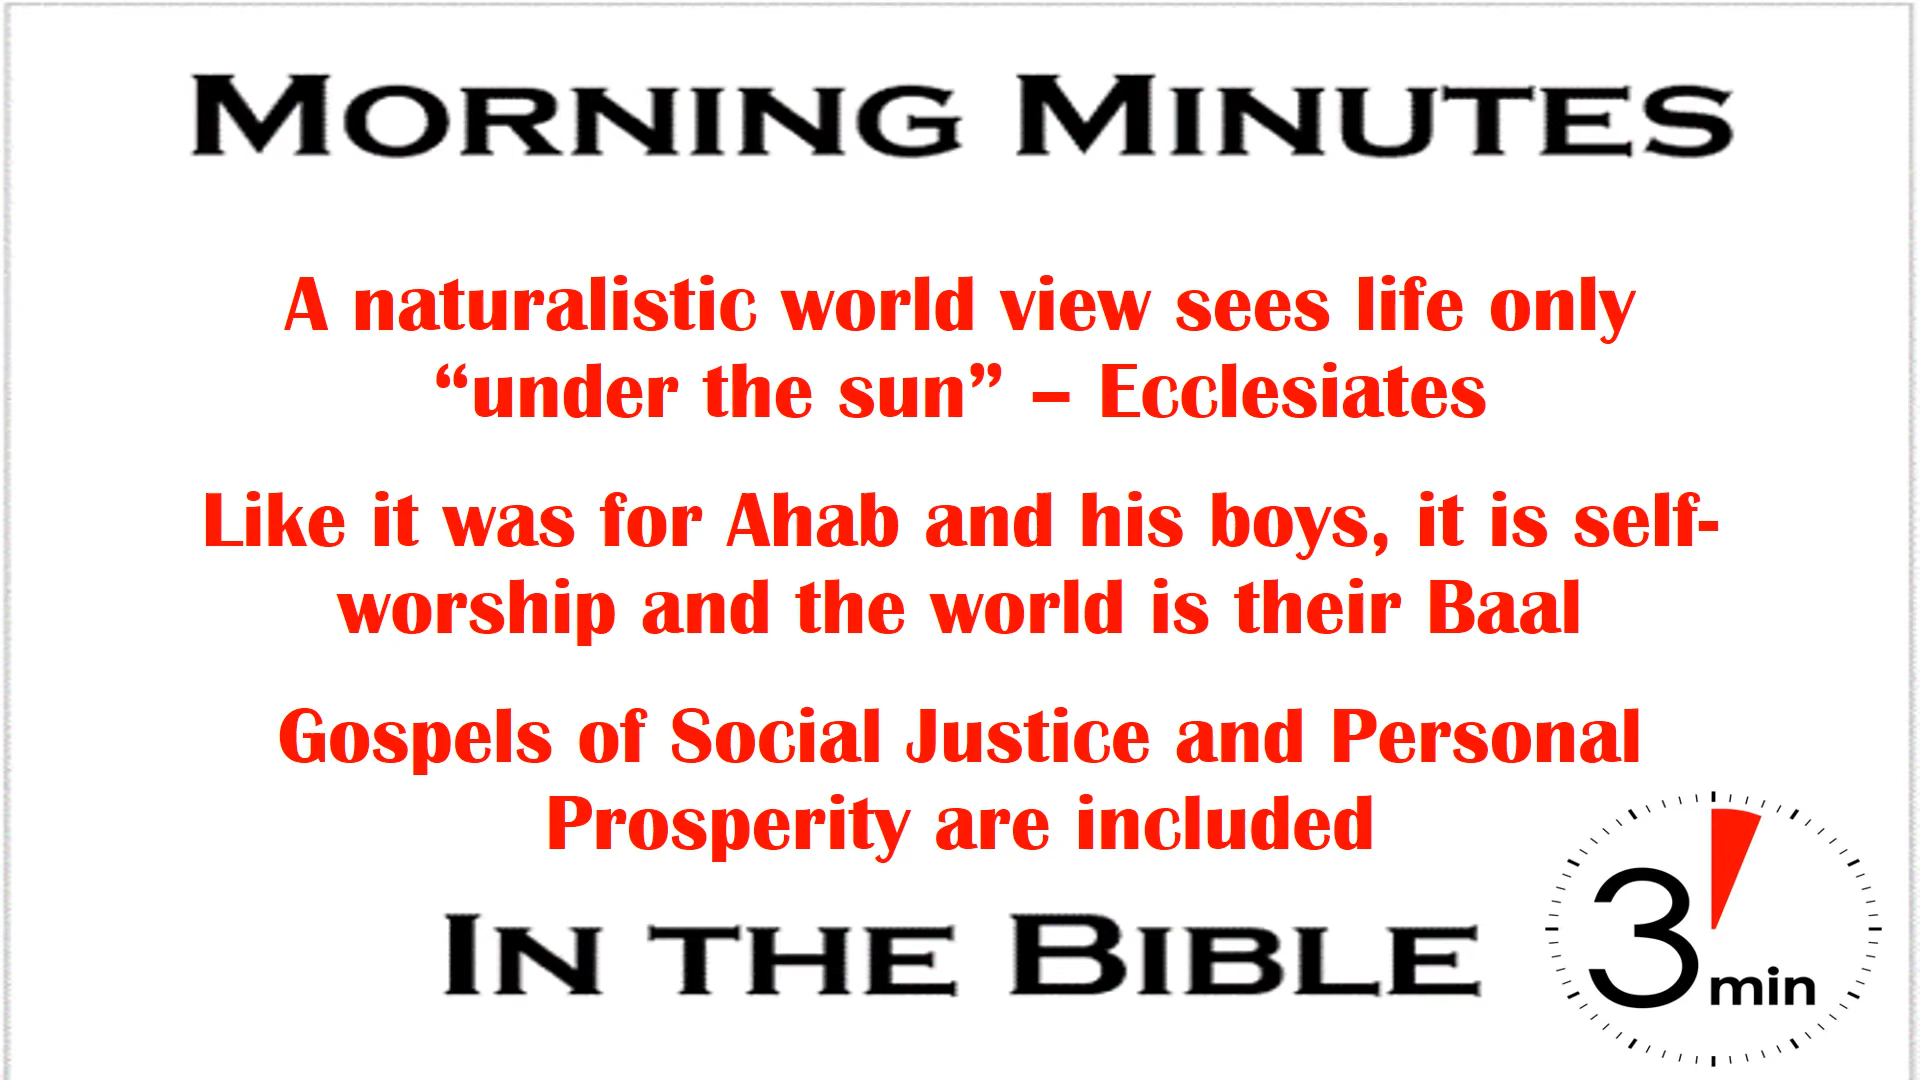 MORNING MINUTES
A naturalistic world view sees life only
“under the sun” – Ecclesiates
Like it was for Ahab and his boys, it is self-
worship and the world is their Baal
Gospels of Social Justice and Personal
Prosperity are included
IN THE BIBLE
3 min